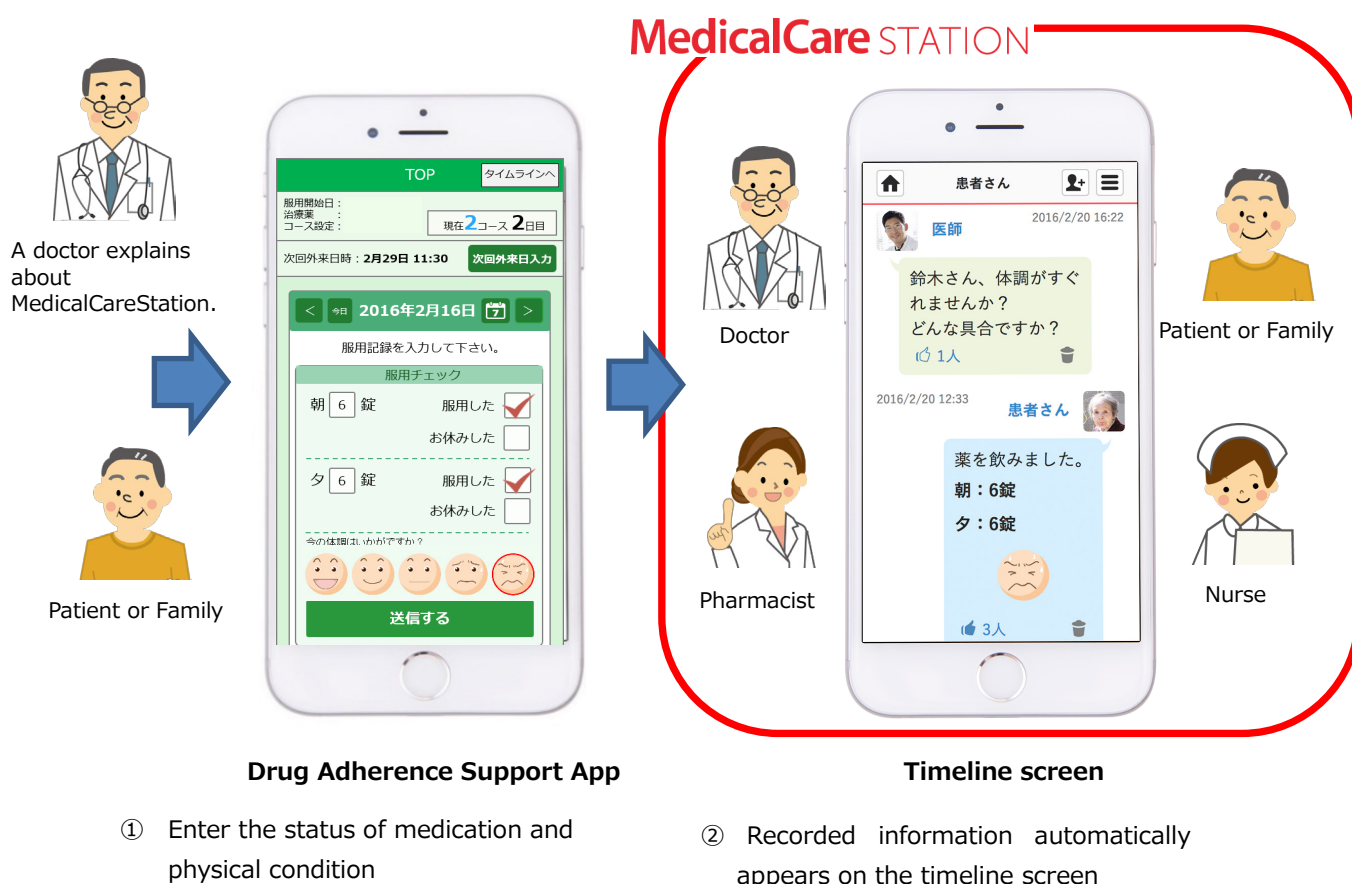 MedicalCare STATION
A doctor explains
about
MedicalCareStation.
Patient or Family
TOP
タイムラインへ
服用開始日：
治療薬　：
コース設定：
現在2コース 2日目
次回外来日時：2月29日 11:30
次回外来日入力
<
今日
2016年2月16日
7
>
服用記録を入力して下さい。
服用チェック
朝 6 錠
服用した
お休みした
夕 6 錠
服用した
お休みした
今の体調はいかがですか？
送信する
Doctor
Pharmacist
患者さん
2016/2/20 16:22
医師
鈴木さん、体調がすぐ
れませんか？
どんな具合ですか？
1人
2016/2/20 12:33
患者さん
薬を飲みました。
朝：6錠
夕：6錠
3人
Patient or Family
Nurse
Drug Adherence Support App
① Enter the status of medication and
physical condition
Timeline screen
② Recorded information automatically
appears on the timeline screen